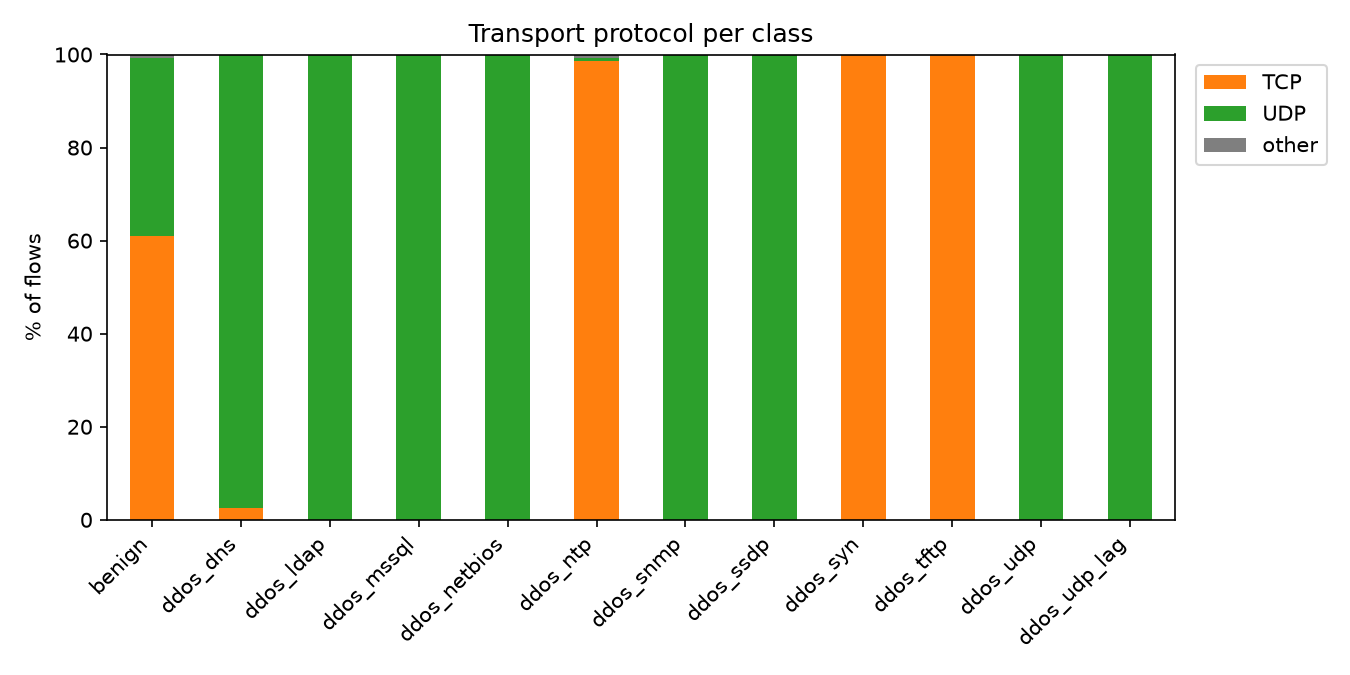 Transport protocol per class
100
80
60
40
20
0
% of flows
benign
ddos_dns
ddos_ldap
ddos_mssql
ddos_netbios
ddos_ntp
ddos_snmp
ddos_ssdp
ddos_syn
ddos_tftp
ddos_udp
ddos_udp_lag
TCP
UDP
other